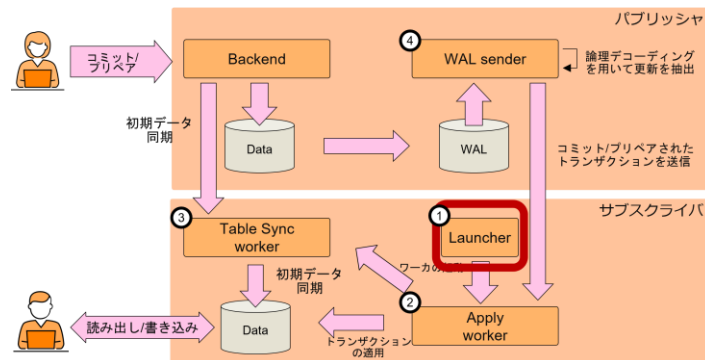 パブリッシャ
④
コミット/
プリペア
Backend
WAL sender
論理デコーディング
を用いて更新を抽出
初期データ
同期
Data
WAL
コミット/プリペアされた
トランザクションを送信
サブスクライバ
③
①
Table Sync
worker
Launcher
初期データ
同期
②
読み出し/書き込み
Data
トランザクション
の適用
Apply
worker